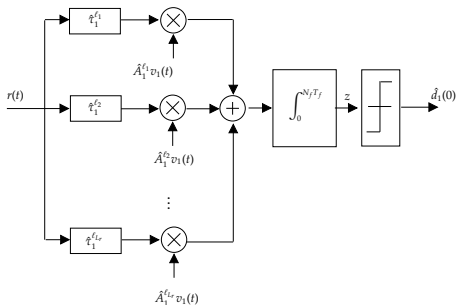 τ̂₁^{ℓ₁}
Â₁^{ℓ₁}v₁(t)
r(t)
τ̂₁^{ℓ₂}
Â₁^{ℓ₂}v₁(t)
+
∫₀^{N_f T_f}
z
d̂₁(0)
⋮
τ̂₁^{ℓ_{L_r}}
Â₁^{ℓ_{L_r}}v₁(t)